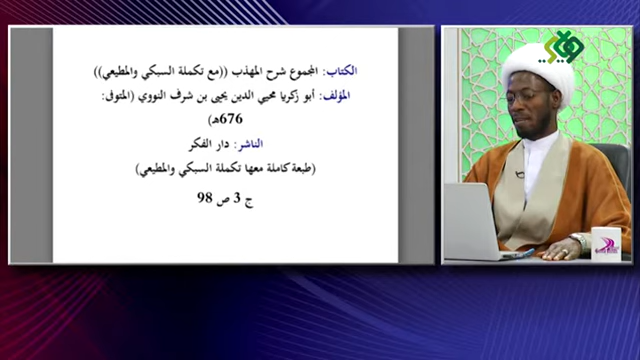 الكتاب: المجموع شرح المهذب ((مع تكملة السبكي والمطيعي))
المؤلف: أبو زكريا محيي الدين يحيى بن شرف النووي (المتوفى:
676هـ)
الناشر: دار الفكر
(طبعة كاملة معها تكملة السبكي والمطيعي)
ج 3 ص 98